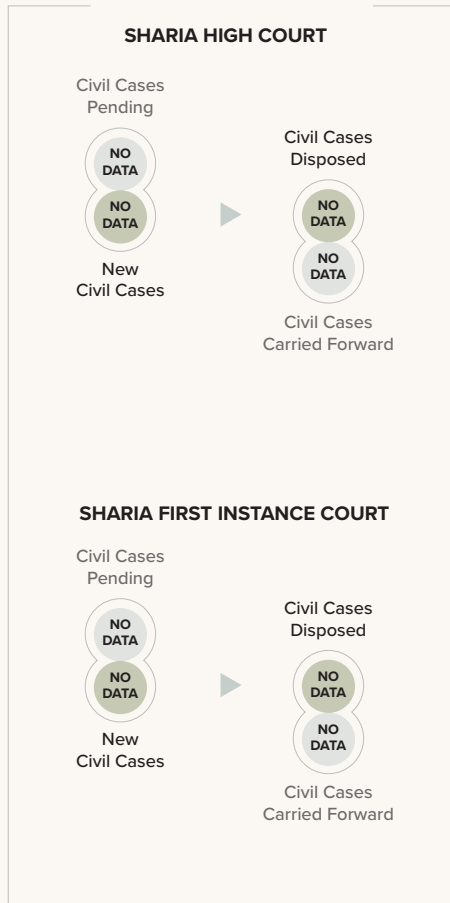 SHARIA HIGH COURT
Civil Cases
Pending
NO
DATA
NO
DATA
New
Civil Cases
Civil Cases
Disposed
NO
DATA
NO
DATA
Civil Cases
Carried Forward
SHARIA FIRST INSTANCE COURT
Civil Cases
Pending
NO
DATA
NO
DATA
New
Civil Cases
Civil Cases
Disposed
NO
DATA
NO
DATA
Civil Cases
Carried Forward